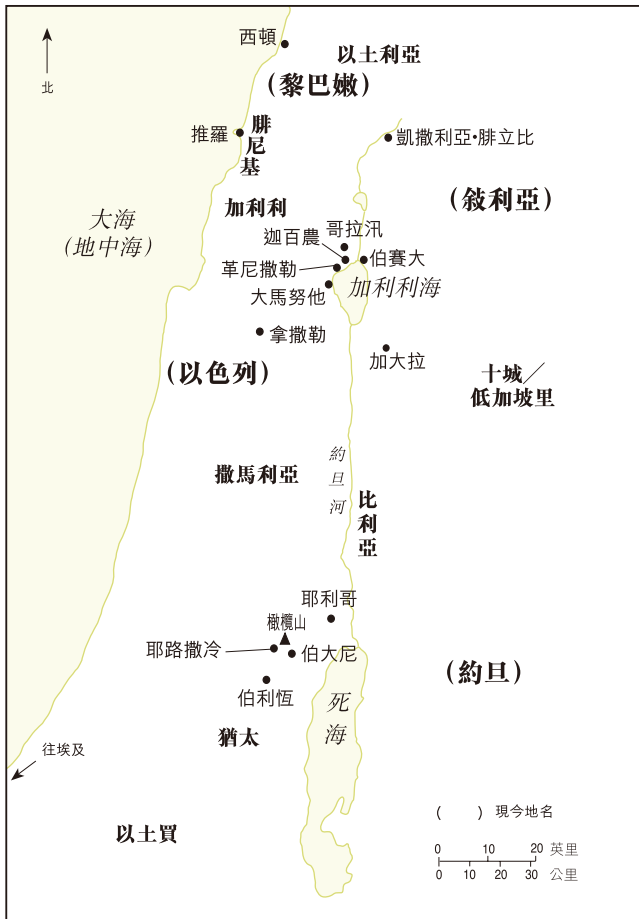 西頓
以土利亞
(黎巴嫩)
北
推羅
腓尼基
凱撒利亞•腓立比
(敍利亞)
加利利
大海
(地中海)
哥拉汛
迦百農
伯賽大
革尼撒勒
加利利海
大馬努他
拿撒勒
加大拉
(以色列)
十城／
低加坡里
撒馬利亞
約旦河
比利亞
耶利哥
橄欖山
耶路撒冷
伯大尼
(約旦)
伯利恆
死海
猶太
往埃及
以土買
( ) 現今地名
0 10 20 英里
0 10 20 30 公里